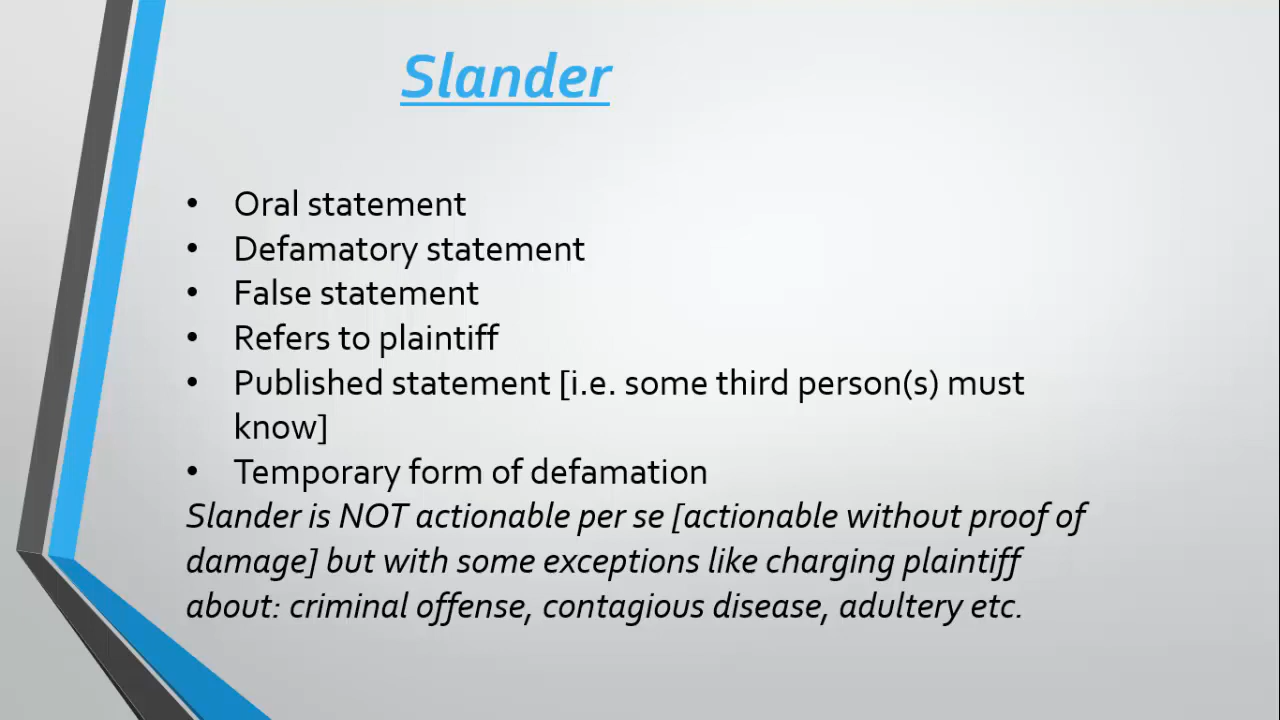 Slander
• Oral statement
• Defamatory statement
• False statement
• Refers to plaintiff
• Published statement [i.e. some third person(s) must
know]
• Temporary form of defamation
Slander is NOT actionable per se [actionable without proof of
damage] but with some exceptions like charging plaintiff
about: criminal offense, contagious disease, adultery etc.